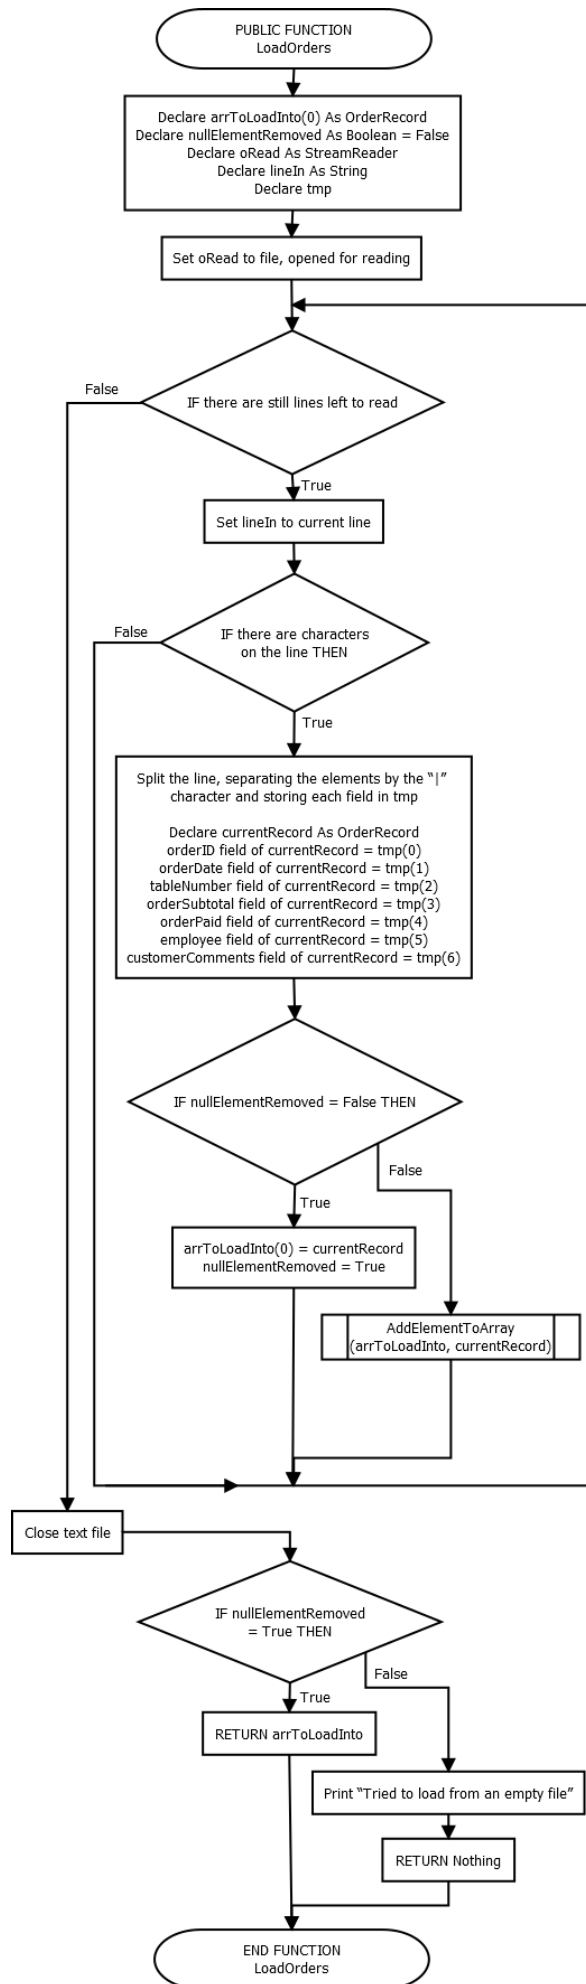 PUBLIC FUNCTION
LoadOrders
Declare arrToLoadInto(0) As OrderRecord
Declare nullElementRemoved As Boolean = False
Declare oRead As StreamReader
Declare lineIn As String
Declare tmp
Set oRead to file, opened for reading
False
IF there are still lines left to read
True
Set lineIn to current line
False
IF there are characters
on the line THEN
True
Split the line, separating the elements by the “|”
character and storing each field in tmp
Declare currentRecord As OrderRecord
orderID field of currentRecord = tmp(0)
orderDate field of currentRecord = tmp(1)
tableNumber field of currentRecord = tmp(2)
orderSubtotal field of currentRecord = tmp(3)
orderPaid field of currentRecord = tmp(4)
employee field of currentRecord = tmp(5)
customerComments field of currentRecord = tmp(6)
IF nullElementRemoved = False THEN
False
True
arrToLoadInto(0) = currentRecord
nullElementRemoved = True
AddElementToArray
(arrToLoadInto, currentRecord)
Close text file
IF nullElementRemoved
= True THEN
False
True
RETURN arrToLoadInto
Print “Tried to load from an empty file”
RETURN Nothing
END FUNCTION
LoadOrders